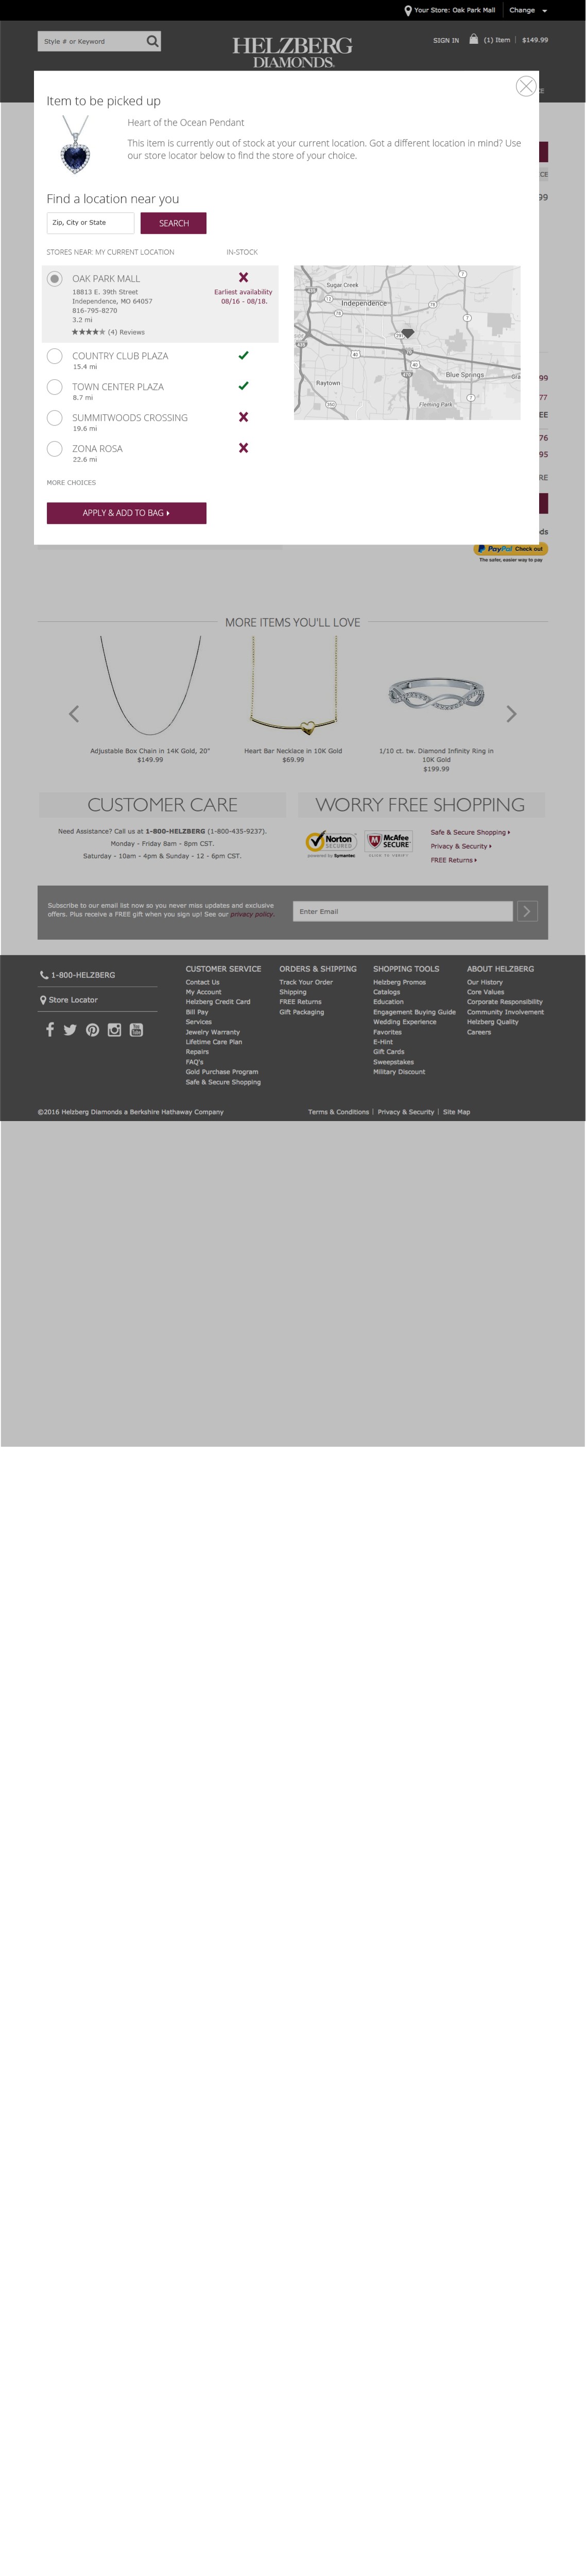 Your Store: Oak Park Mall
Change
Style # or Keyword
HELZBERG
DIAMONDS.
SIGN IN
(1) Item
$149.99
CE
Item to be picked up
Heart of the Ocean Pendant
This item is currently out of stock at your current location. Got a different location in mind? Use
our store locator below to find the store of your choice.
CE
99
Find a location near you
Zip, City or State
SEARCH
STORES NEAR: MY CURRENT LOCATION
IN-STOCK
OAK PARK MALL
18813 E. 39th Street
Independence, MO 64057
816-795-8270
3.2 mi
(4) Reviews
Earliest availability
08/16 - 08/18.
Sugar Creek
Independence
Raytown
Blue Springs
Fleming Park
COUNTRY CLUB PLAZA
15.4 mi
TOWN CENTER PLAZA
8.7 mi
SUMMITWOODS CROSSING
19.6 mi
ZONA ROSA
22.6 mi
99
77
EE
76
95
RE
MORE CHOICES
APPLY & ADD TO BAG
ds
PayPal Check out
The safer, easier way to pay
MORE ITEMS YOU'LL LOVE
Adjustable Box Chain in 14K Gold, 20"
$149.99
Heart Bar Necklace in 10K Gold
$69.99
1/10 ct. tw. Diamond Infinity Ring in
10K Gold
$199.99
CUSTOMER CARE
Need Assistance? Call us at 1-800-HELZBERG (1-800-435-9237).
Monday - Friday 8am - 8pm CST.
Saturday - 10am - 4pm & Sunday - 12 - 6pm CST.
WORRY FREE SHOPPING
Norton
SECURED
powered by Symantec
McAfee
SECURE
CLICK TO VERIFY
Safe & Secure Shopping
Privacy & Security
FREE Returns
Subscribe to our email list now so you never miss updates and exclusive
offers. Plus receive a FREE gift when you sign up! See our privacy policy.
Enter Email
1-800-HELZBERG
Store Locator
CUSTOMER SERVICE
Contact Us
My Account
Helzberg Credit Card
Bill Pay
Services
Jewelry Warranty
Lifetime Care Plan
Repairs
FAQ's
Gold Purchase Program
Safe & Secure Shopping
ORDERS & SHIPPING
Track Your Order
Shipping
FREE Returns
Gift Packaging
SHOPPING TOOLS
Helzberg Promos
Catalogs
Education
Engagement Buying Guide
Wedding Experience
Favorites
E-Hint
Gift Cards
Sweepstakes
Military Discount
ABOUT HELZBERG
Our History
Core Values
Corporate Responsibility
Community Involvement
Helzberg Quality
Careers
©2016 Helzberg Diamonds a Berkshire Hathaway Company
Terms & Conditions | Privacy & Security | Site Map